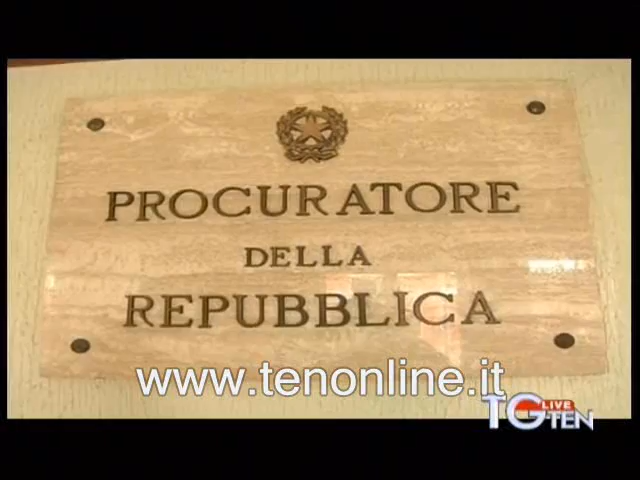 PROCURATORE
DELLA
REPUBBLICA
www.tenonline.it
TG LIVE TEN